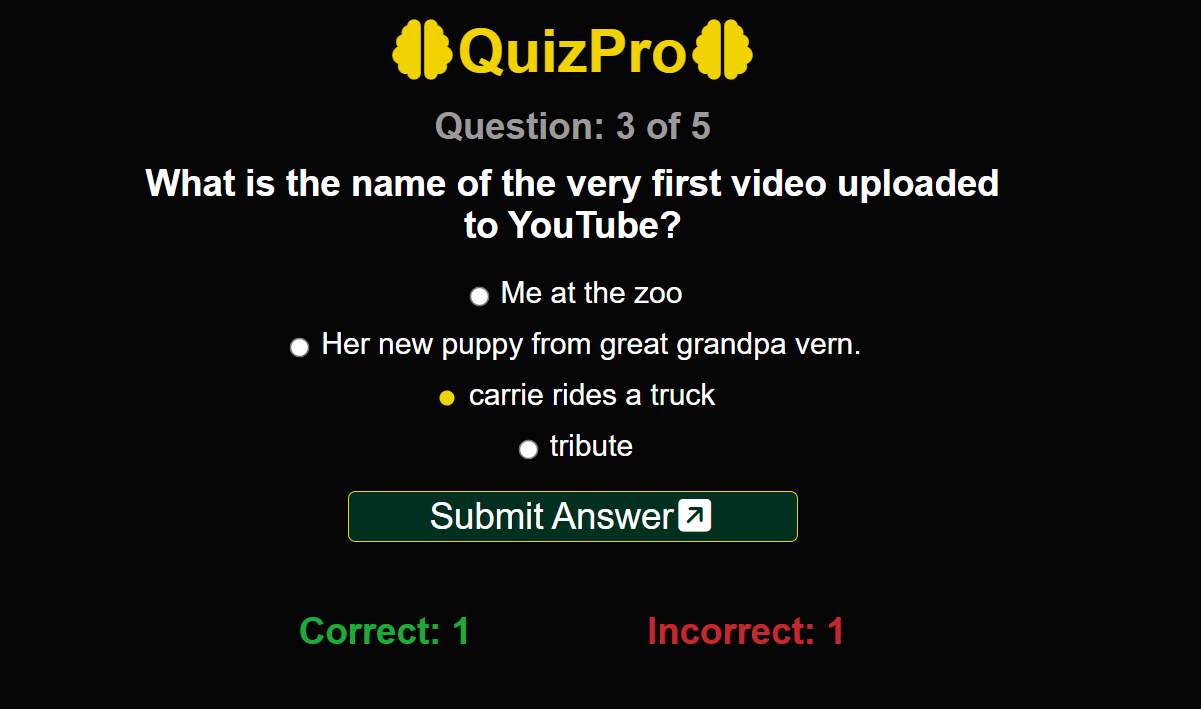 QuizPro
Question: 3 of 5
What is the name of the very first video uploaded
to YouTube?
Me at the zoo
Her new puppy from great grandpa vern.
carrie rides a truck
tribute
Submit Answer
Correct: 1
Incorrect: 1